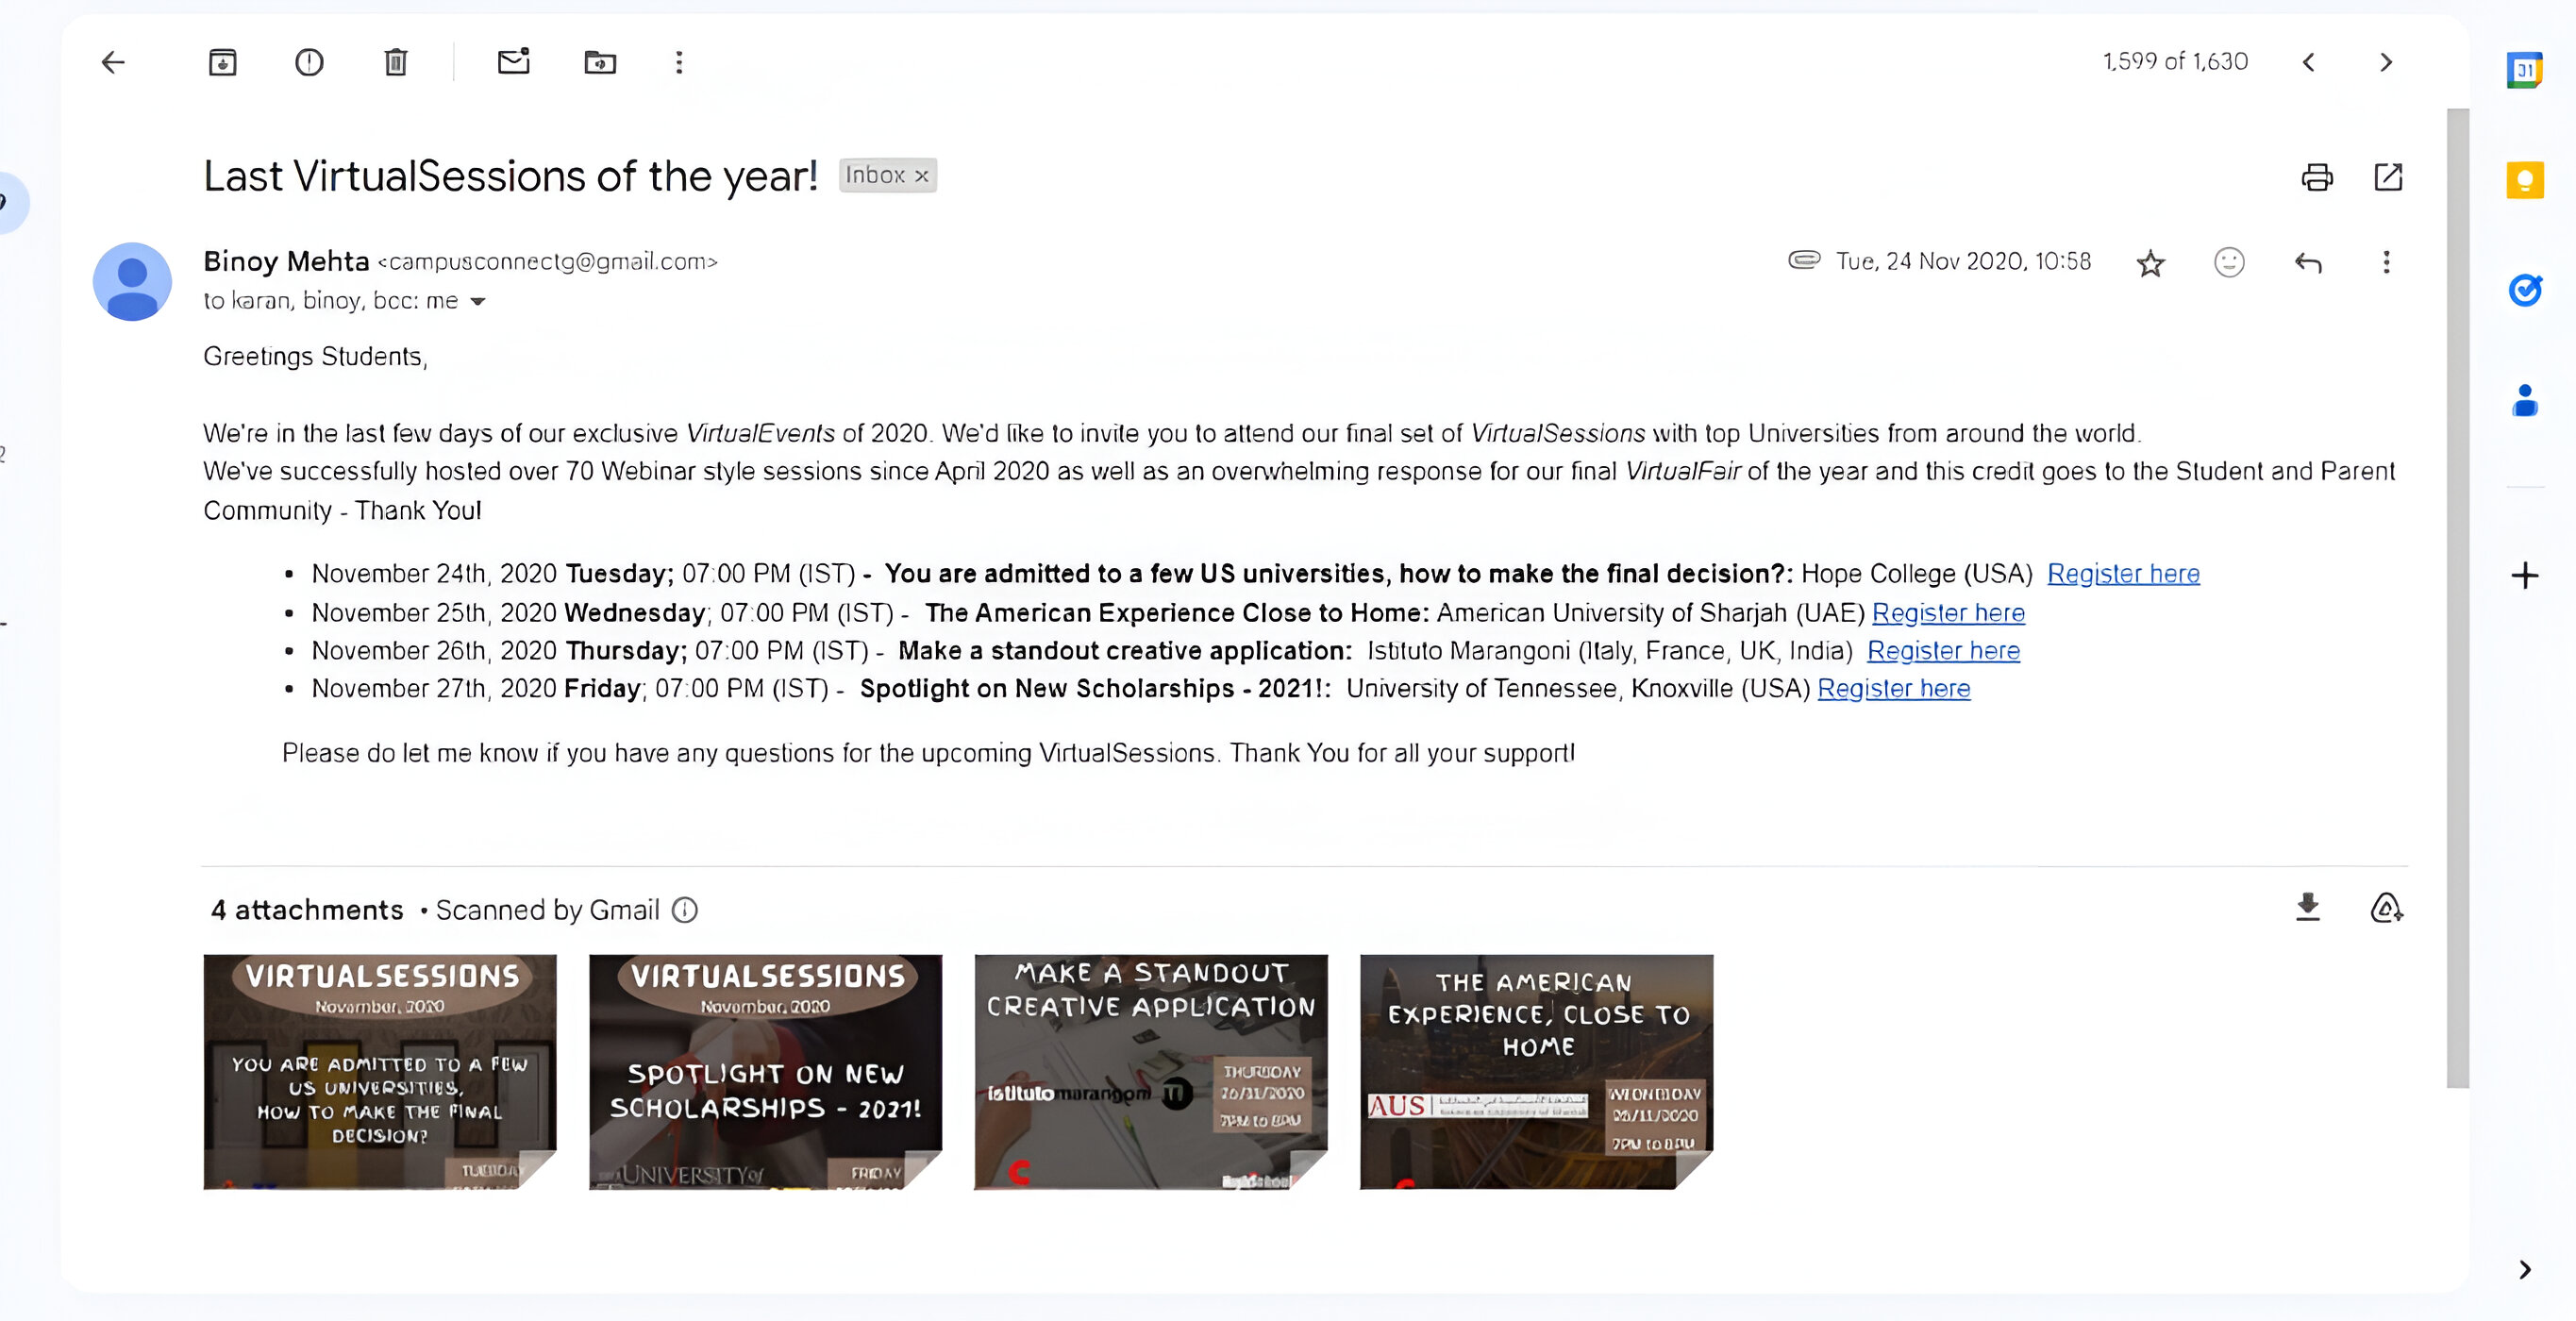 1,599 of 1,630
31
Last VirtualSessions of the year! Inbox ×
Binoy Mehta <campusconnectg@gmail.com>
Tue, 24 Nov 2020, 10:58
to karan, binoy, bcc: me
Greetings Students,
We're in the last few days of our exclusive VirtualEvents of 2020. We'd like to invite you to attend our final set of VirtualSessions with top Universities from around the world.
We've successfully hosted over 70 Webinar style sessions since April 2020 as well as an overwhelming response for our final VirtualFair of the year and this credit goes to the Student and Parent
Community - Thank You!
• November 24th, 2020 Tuesday; 07:00 PM (IST) - You are admitted to a few US universities, how to make the final decision?: Hope College (USA) Register here
• November 25th, 2020 Wednesday; 07:00 PM (IST) - The American Experience Close to Home: American University of Sharjah (UAE) Register here
• November 26th, 2020 Thursday; 07:00 PM (IST) - Make a standout creative application: Istituto Marangoni (Italy, France, UK, India) Register here
• November 27th, 2020 Friday; 07:00 PM (IST) - Spotlight on New Scholarships - 2021!: University of Tennessee, Knoxville (USA) Register here
Please do let me know if you have any questions for the upcoming VirtualSessions. Thank You for all your support!
4 attachments • Scanned by Gmail
VIRTUALSESSIONS
November, 2020
YOU ARE ADMITTED TO A FEW
US UNIVERSITIES,
HOW TO MAKE THE FINAL
DECISION?
TUESDAY
VIRTUALSESSIONS
November, 2020
SPOTLIGHT ON NEW
SCHOLARSHIPS - 2021!
UNIVERSITY of
FRIDAY
MAKE A STANDOUT
CREATIVE APPLICATION
istitutomarangoni m
THURSDAY
7PM to 8PM
THE AMERICAN
EXPERIENCE, CLOSE TO
HOME
AUS
7PM to 8PM